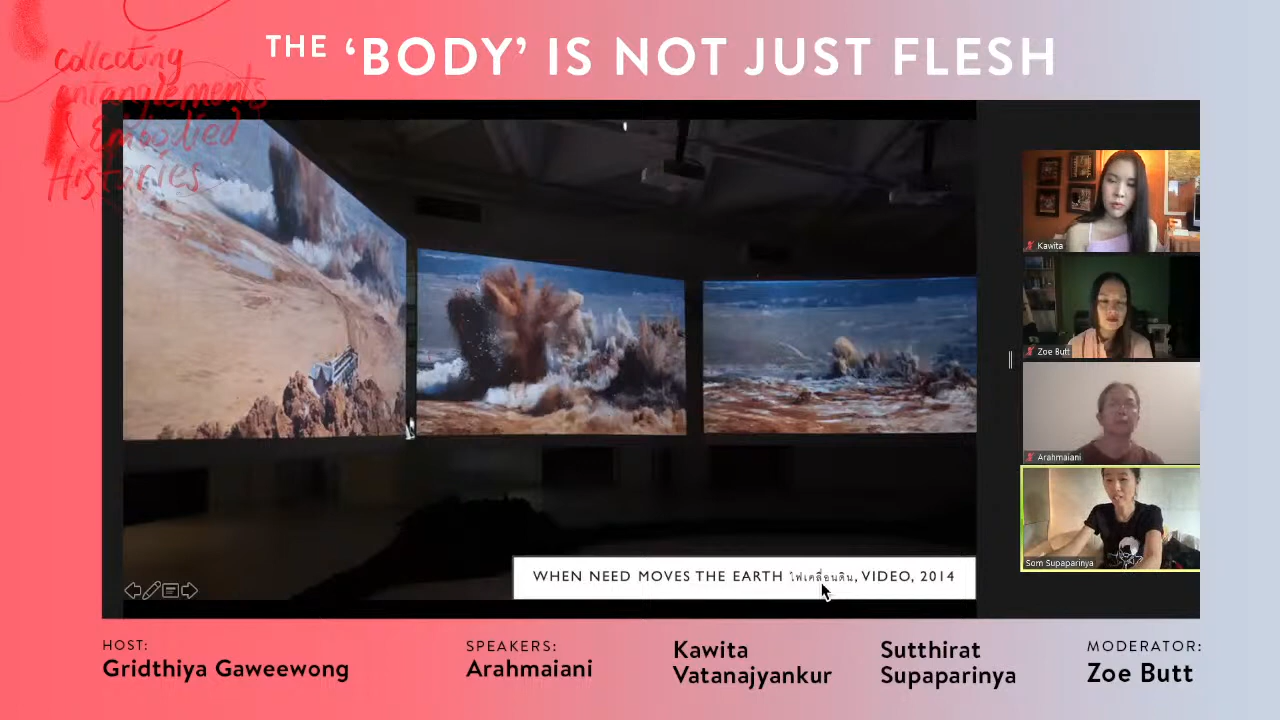 collecting
entanglements
& Embodied
Histories
THE ‘BODY’ IS NOT JUST FLESH
Kawita
Zoe Butt
Arahmaiani
Som Supaparinya
WHEN NEED MOVES THE EARTH ไฟเคลื่อนดิน, VIDEO, 2014
HOST:
Gridthiya Gaweewong
SPEAKERS:
Arahmaiani
Kawita
Vatanajyankur
Sutthirat
Supaparinya
MODERATOR:
Zoe Butt